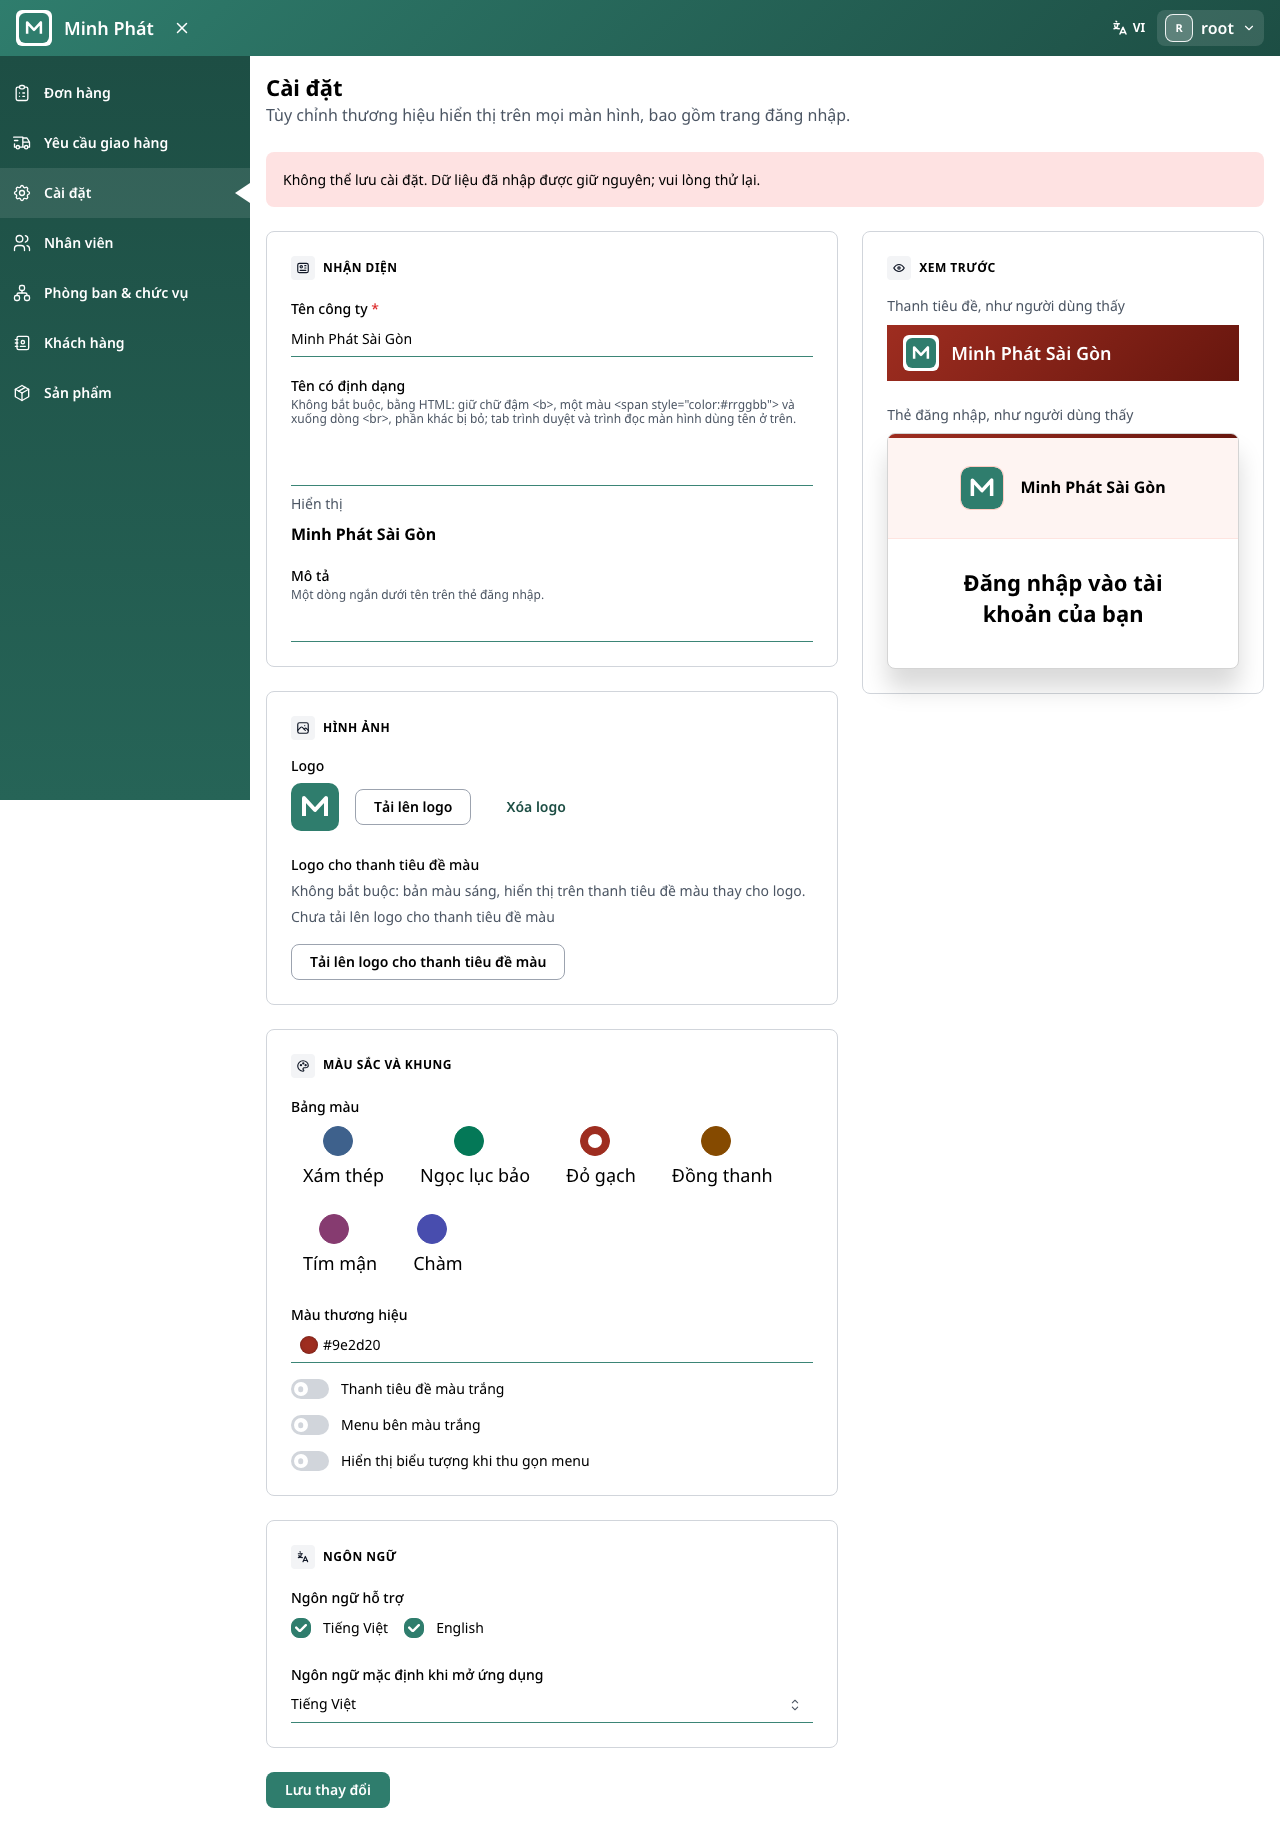 Minh Phát
VI
R
root
Đơn hàng
Yêu cầu giao hàng
Cài đặt
Nhân viên
Phòng ban & chức vụ
Khách hàng
Sản phẩm
Cài đặt
Tùy chỉnh thương hiệu hiển thị trên mọi màn hình, bao gồm trang đăng nhập.
Không thể lưu cài đặt. Dữ liệu đã nhập được giữ nguyên; vui lòng thử lại.
NHẬN DIỆN
Tên công ty *
Minh Phát Sài Gòn
Tên có định dạng
Không bắt buộc, bằng HTML: giữ chữ đậm <b>, một màu <span style="color:#rrggbb"> và
xuống dòng <br>, phần khác bị bỏ; tab trình duyệt và trình đọc màn hình dùng tên ở trên.
Hiển thị
Minh Phát Sài Gòn
Mô tả
Một dòng ngắn dưới tên trên thẻ đăng nhập.
HÌNH ẢNH
Logo
Tải lên logo
Xóa logo
Logo cho thanh tiêu đề màu
Không bắt buộc: bản màu sáng, hiển thị trên thanh tiêu đề màu thay cho logo.
Chưa tải lên logo cho thanh tiêu đề màu
Tải lên logo cho thanh tiêu đề màu
MÀU SẮC VÀ KHUNG
Bảng màu
Xám thép
Ngọc lục bảo
Đỏ gạch
Đồng thanh
Tím mận
Chàm
Màu thương hiệu
#9e2d20
Thanh tiêu đề màu trắng
Menu bên màu trắng
Hiển thị biểu tượng khi thu gọn menu
NGÔN NGỮ
Ngôn ngữ hỗ trợ
Tiếng Việt
English
Ngôn ngữ mặc định khi mở ứng dụng
Tiếng Việt
Lưu thay đổi
XEM TRƯỚC
Thanh tiêu đề, như người dùng thấy
Minh Phát Sài Gòn
Thẻ đăng nhập, như người dùng thấy
Minh Phát Sài Gòn
Đăng nhập vào tài
khoản của bạn